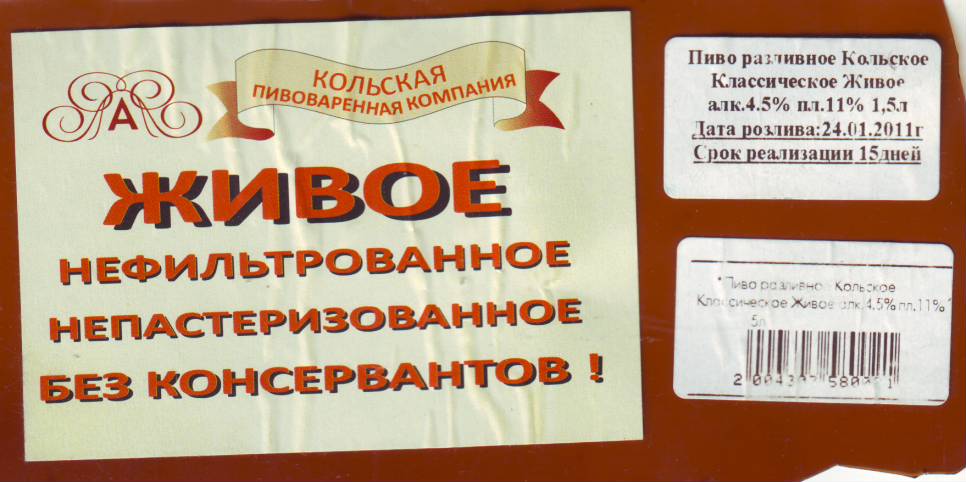 А
КОЛЬСКАЯ
ПИВОВАРЕННАЯ КОМПАНИЯ
ЖИВОЕ
НЕФИЛЬТРОВАННОЕ
НЕПАСТЕРИЗОВАННОЕ
БЕЗ КОНСЕРВАНТОВ !
Пиво разливное Кольское
Классическое Живое
алк.4.5% пл.11% 1,5л
Дата розлива:24.01.2011г
Срок реализации 15дней
Кольское
Классическое Живое алк.4.5% пл.11%
5л